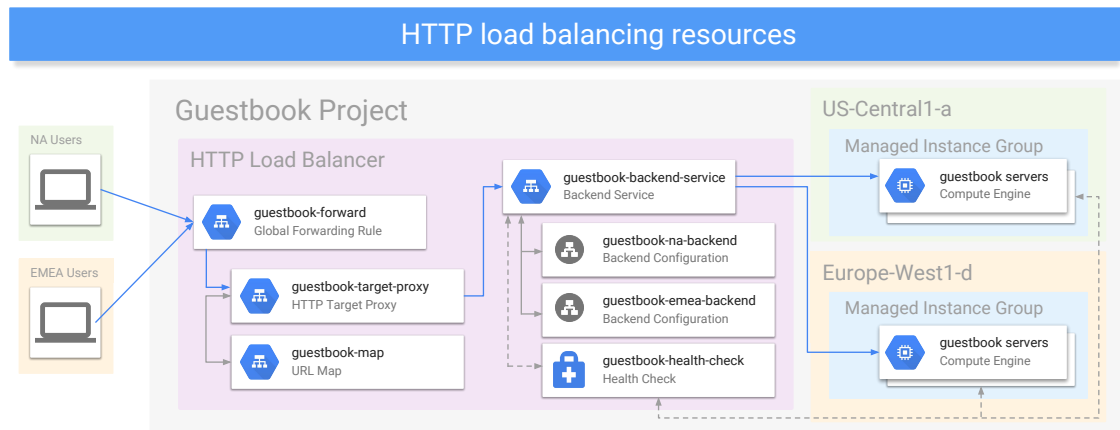 HTTP load balancing resources
Guestbook Project
NA Users
EMEA Users
HTTP Load Balancer
guestbook-forward
Global Forwarding Rule
guestbook-target-proxy
HTTP Target Proxy
guestbook-map
URL Map
guestbook-backend-service
Backend Service
guestbook-na-backend
Backend Configuration
guestbook-emea-backend
Backend Configuration
guestbook-health-check
Health Check
US-Central1-a
Managed Instance Group
guestbook servers
Compute Engine
Europe-West1-d
Managed Instance Group
guestbook servers
Compute Engine